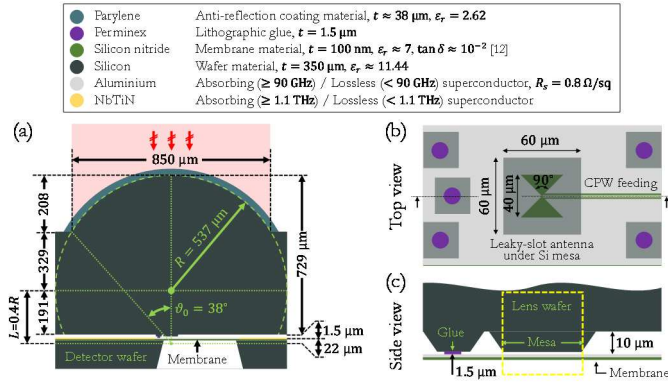 Parylene Anti-reflection coating material, t ≈ 38 μm, εr = 2.62
Perminex Lithographic glue, t = 1.5 μm
Silicon nitride Membrane material, t = 100 nm, εr ≈ 7, tan δ ≈ 10⁻² [12]
Silicon Wafer material, t = 350 μm, εr ≈ 11.44
Aluminium Absorbing (≥ 90 GHz) / Lossless (< 90 GHz) superconductor, Rs = 0.8 Ω/sq
NbTiN Absorbing (≥ 1.1 THz) / Lossless (< 1.1 THz) superconductor
(a)
850 μm
208
329
191
L=0.4R
R = 537 μm
ϑ0 = 38°
729 μm
1.5 μm
22 μm
Detector wafer
Membrane
(b)
Top view
60 μm
60 μm
40 μm
90°
CPW feeding
Leaky-slot antenna
under Si mesa
(c)
Side view
Lens wafer
Glue
Mesa
10 μm
1.5 μm
Membrane